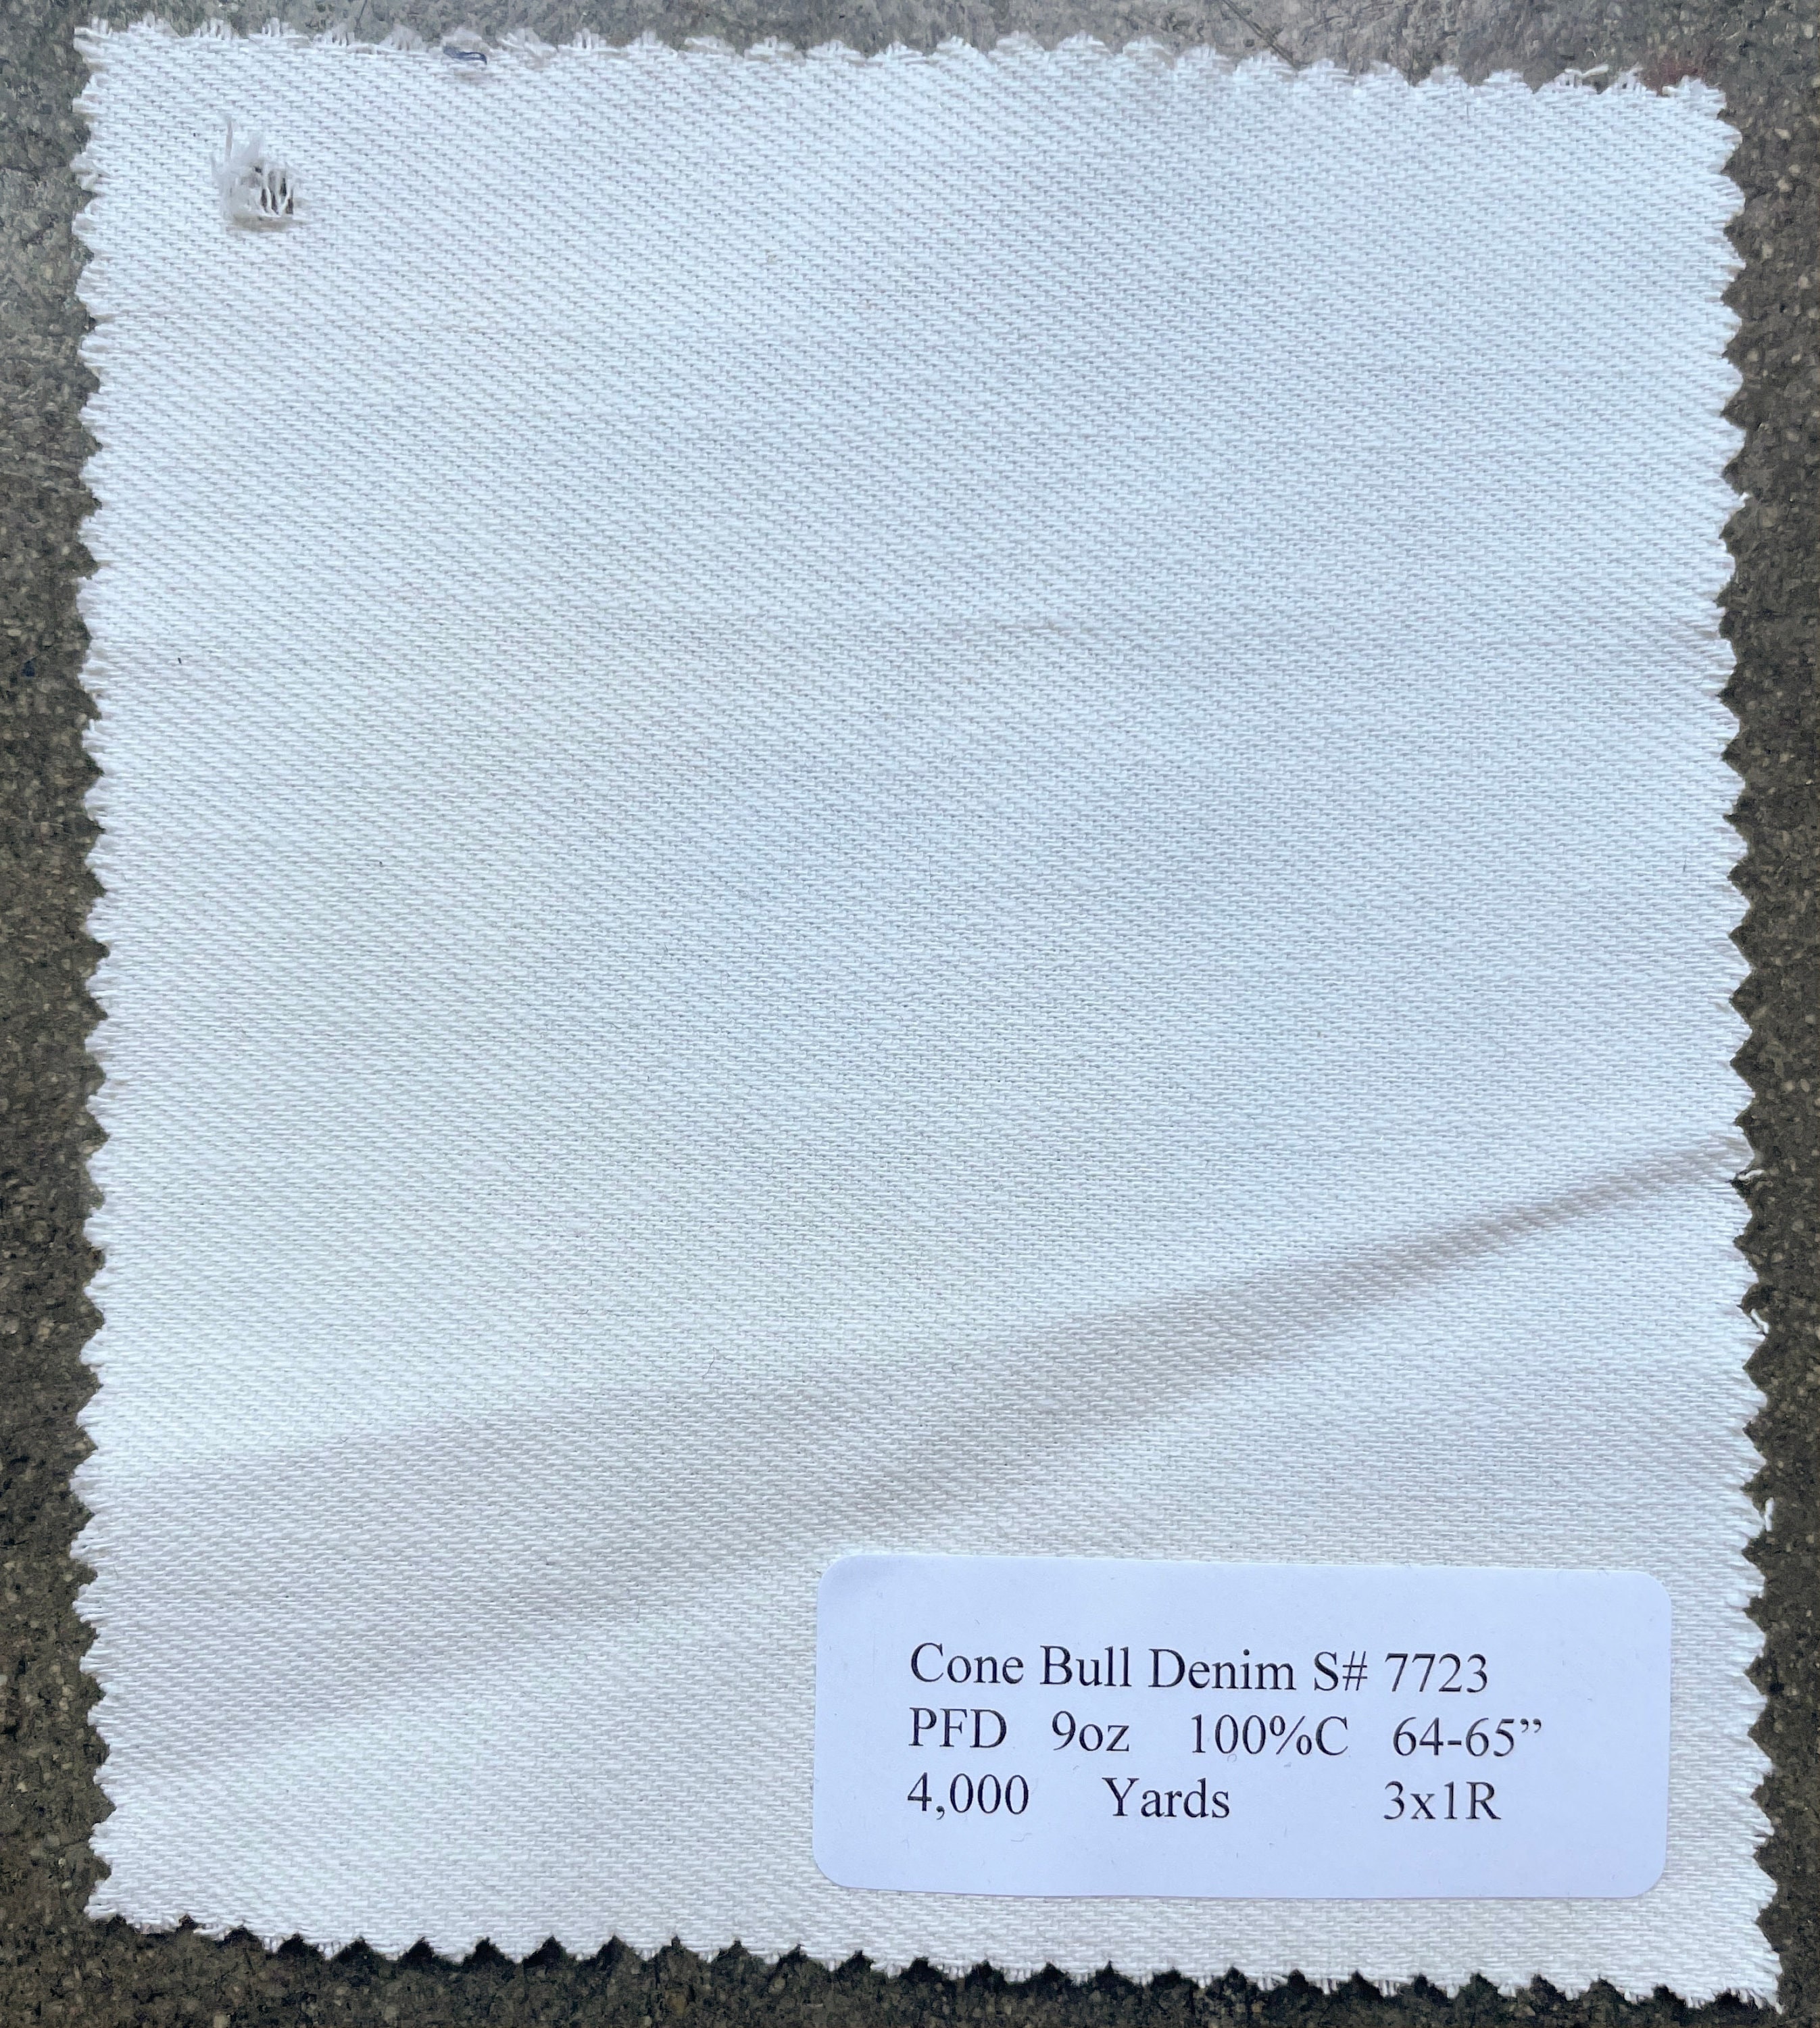 Cone Bull Denim S# 7723
PFD 9oz 100%C 64-65”
4,000 Yards 3x1R